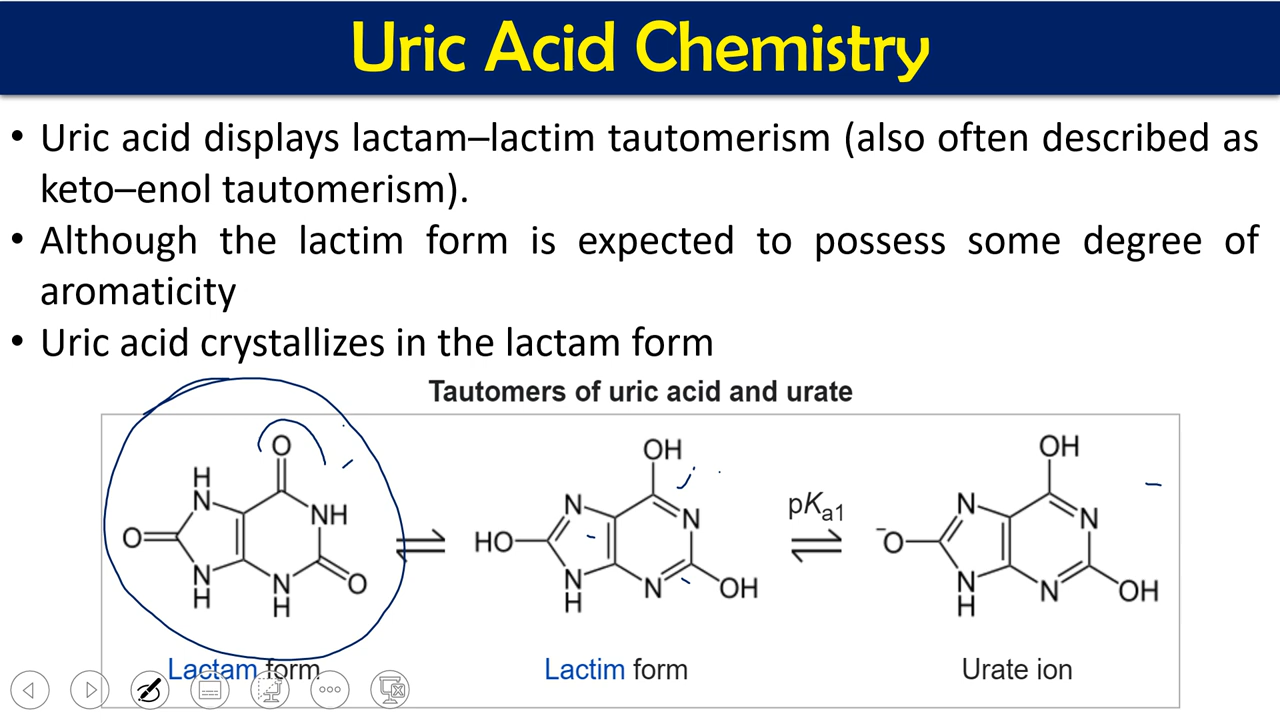 Uric Acid Chemistry
• Uric acid displays lactam–lactim tautomerism (also often described as
keto–enol tautomerism).
• Although the lactim form is expected to possess some degree of
aromaticity
• Uric acid crystallizes in the lactam form
Tautomers of uric acid and urate
O
H
N
NH
O
N
H
N
H
O
OH
N
N
HO
N
H
N
OH
pKa1
OH
N
N
⁻O
N
H
N
OH
Lactam form
Lactim form
Urate ion